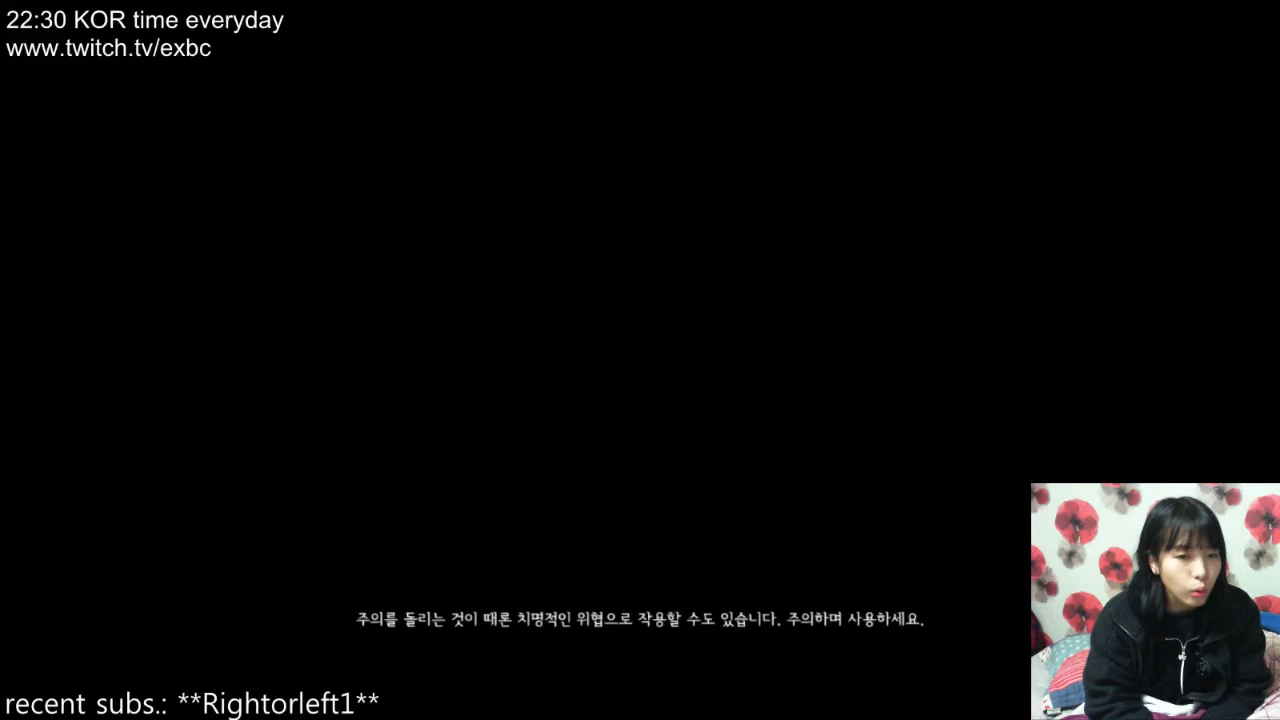 22:30 KOR time everyday
www.twitch.tv/exbc
주의를 돌리는 것이 때론 치명적인 위협으로 작용할 수도 있습니다. 주의하며 사용하세요.
recent subs.: **Rightorleft1**